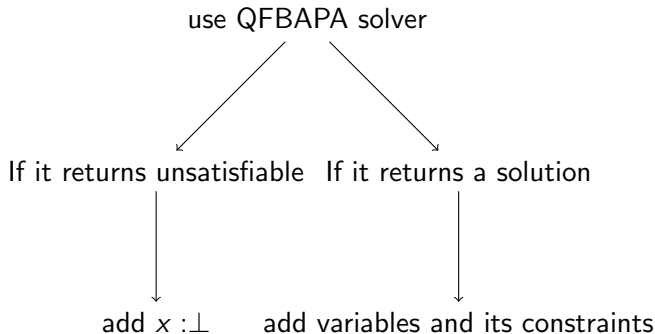 use QFBAPA solver
If it returns unsatisfiable
If it returns a solution
add x :⊥
add variables and its constraints